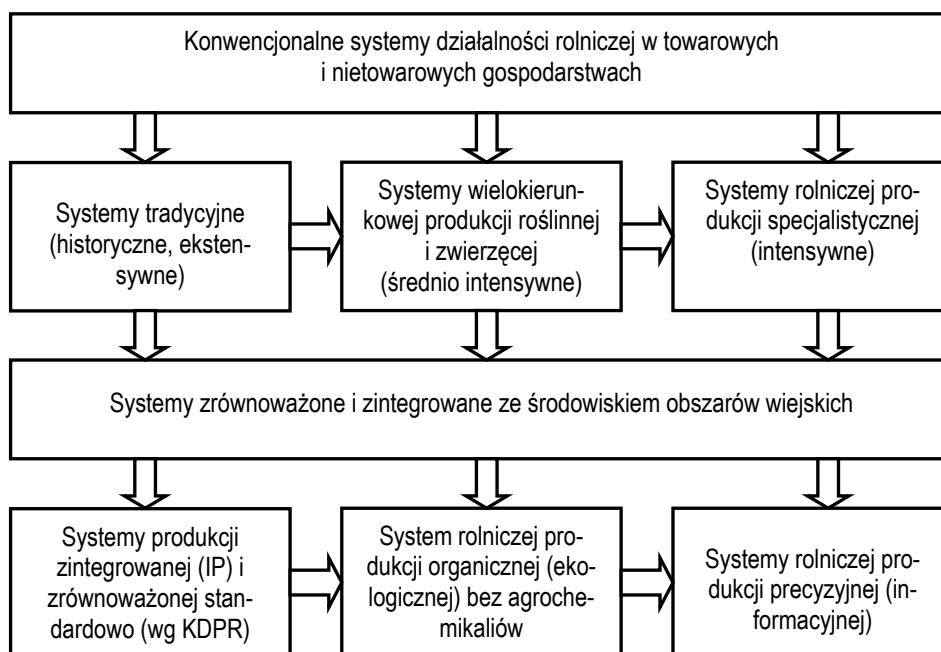 Konwencjonalne systemy działalności rolniczej w towarowych
i nietowarowych gospodarstwach
Systemy tradycyjne
(historyczne, eksten-
sywne)
Systemy wielokierun-
kowej produkcji roślinnej
i zwierzęcej
(średnio intensywne)
Systemy rolniczej pro-
dukcji specjalistycznej
(intensywne)
Systemy zrównoważone i zintegrowane ze środowiskiem obszarów wiejskich
Systemy produkcji
zintegrowanej (IP) i
zrównoważonej stan-
dardowo (wg KDPR)
System rolniczej pro-
dukcji organicznej (eko-
logicznej) bez agroche-
mikaliów
Systemy rolniczej pro-
dukcji precyzyjnej (in-
formacyjnej)